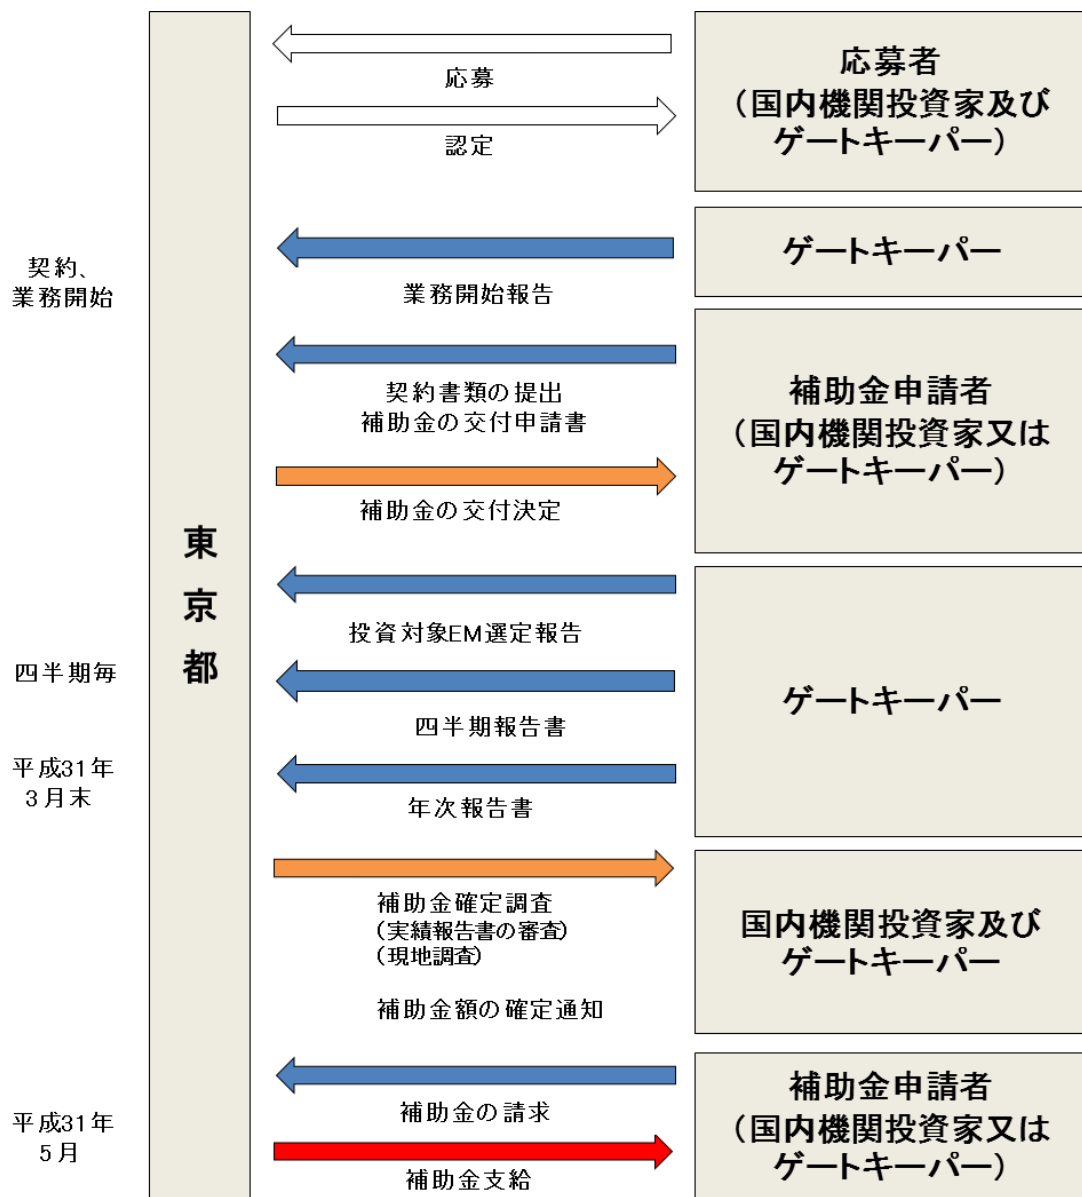 応募
認定
応募者
（国内機関投資家及び
ゲートキーパー）
契約、
業務開始
業務開始報告
ゲートキーパー
契約書類の提出
補助金の交付申請書
補助金の交付決定
補助金申請者
（国内機関投資家又は
ゲートキーパー）
東
京
都
投資対象EM選定報告
四半期毎
四半期報告書
平成31年
3月末
年次報告書
ゲートキーパー
補助金確定調査
（実績報告書の審査）
（現地調査）
補助金額の確定通知
国内機関投資家及び
ゲートキーパー
平成31年
5月
補助金の請求
補助金支給
補助金申請者
（国内機関投資家又は
ゲートキーパー）